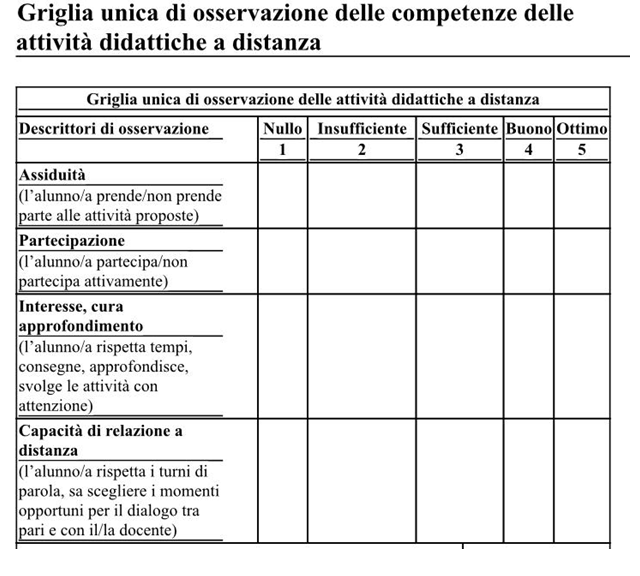 Griglia unica di osservazione delle competenze delle
attività didattiche a distanza
Griglia unica di osservazione delle attività didattiche a distanza
Descrittori di osservazione Nullo Insufficiente Sufficiente Buono Ottimo
1 2 3 4 5
Assiduità
(l’alunno/a prende/non prende
parte alle attività proposte)
Partecipazione
(l’alunno/a partecipa/non
partecipa attivamente)
Interesse, cura
approfondimento
(l’alunno/a rispetta tempi,
consegne, approfondisce,
svolge le attività con
attenzione)
Capacità di relazione a
distanza
(l’alunno/a rispetta i turni di
parola, sa scegliere i momenti
opportuni per il dialogo tra
pari e con il/la docente)